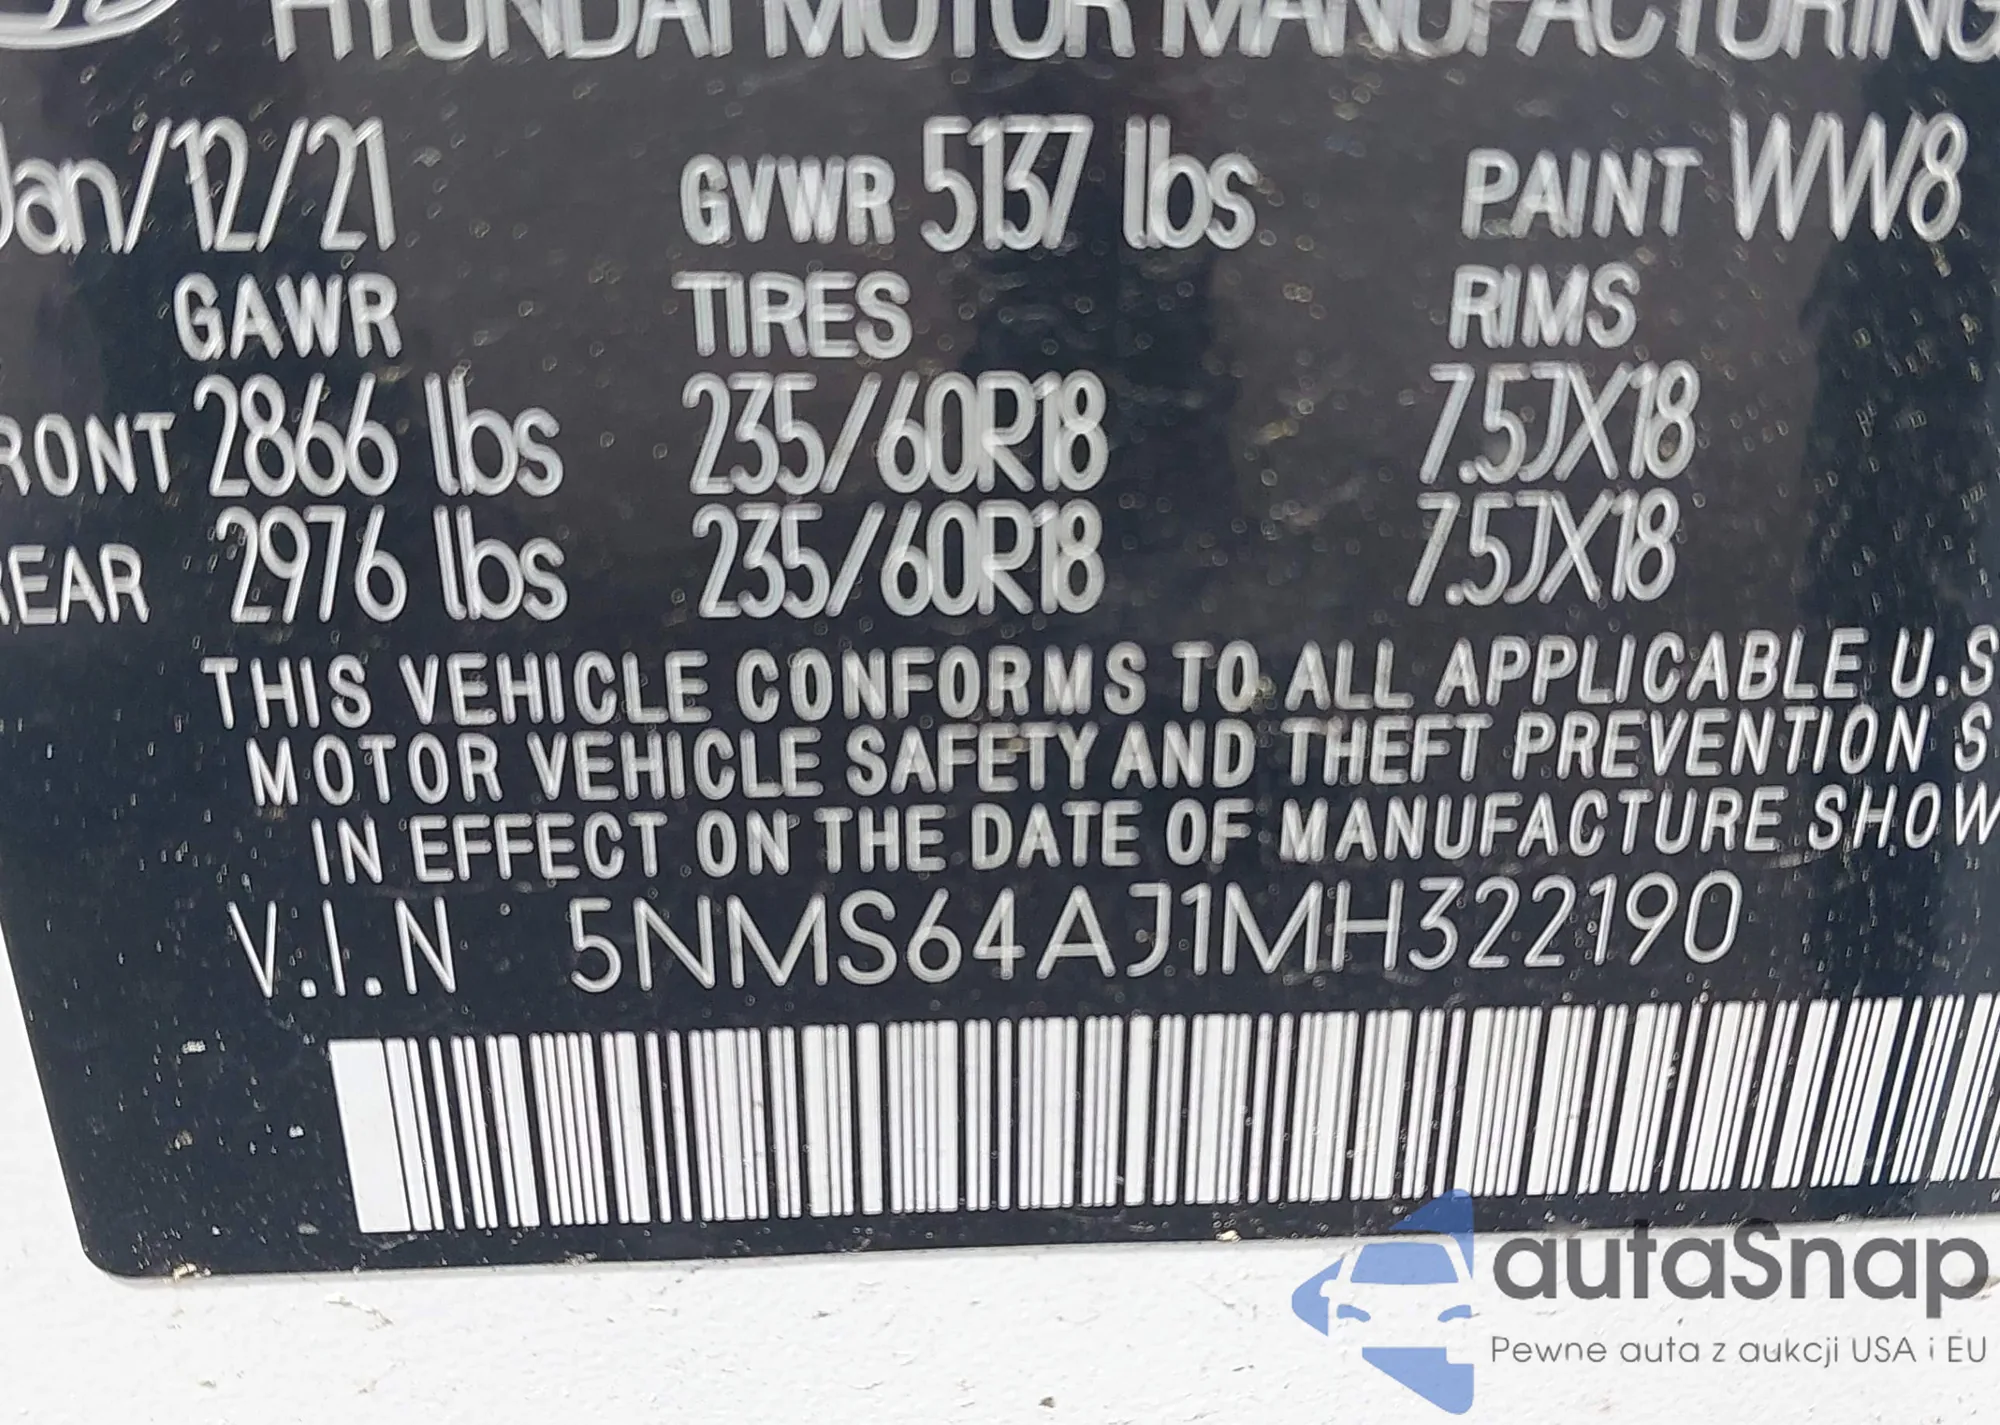 HYUNDAI MOTOR MANUFACTURING
Jan/12/21 GVWR 5137 lbs PAINT WW8
GAWR TIRES RIMS
FRONT 2866 lbs 235/60R18 7.5JX18
REAR 2976 lbs 235/60R18 7.5JX18
THIS VEHICLE CONFORMS TO ALL APPLICABLE U.S
MOTOR VEHICLE SAFETY AND THEFT PREVENTION S
IN EFFECT ON THE DATE OF MANUFACTURE SHOW
V.I.N 5NMS64AJ1MH322190
autaSnap
Pewne auta z aukcji USA i EU